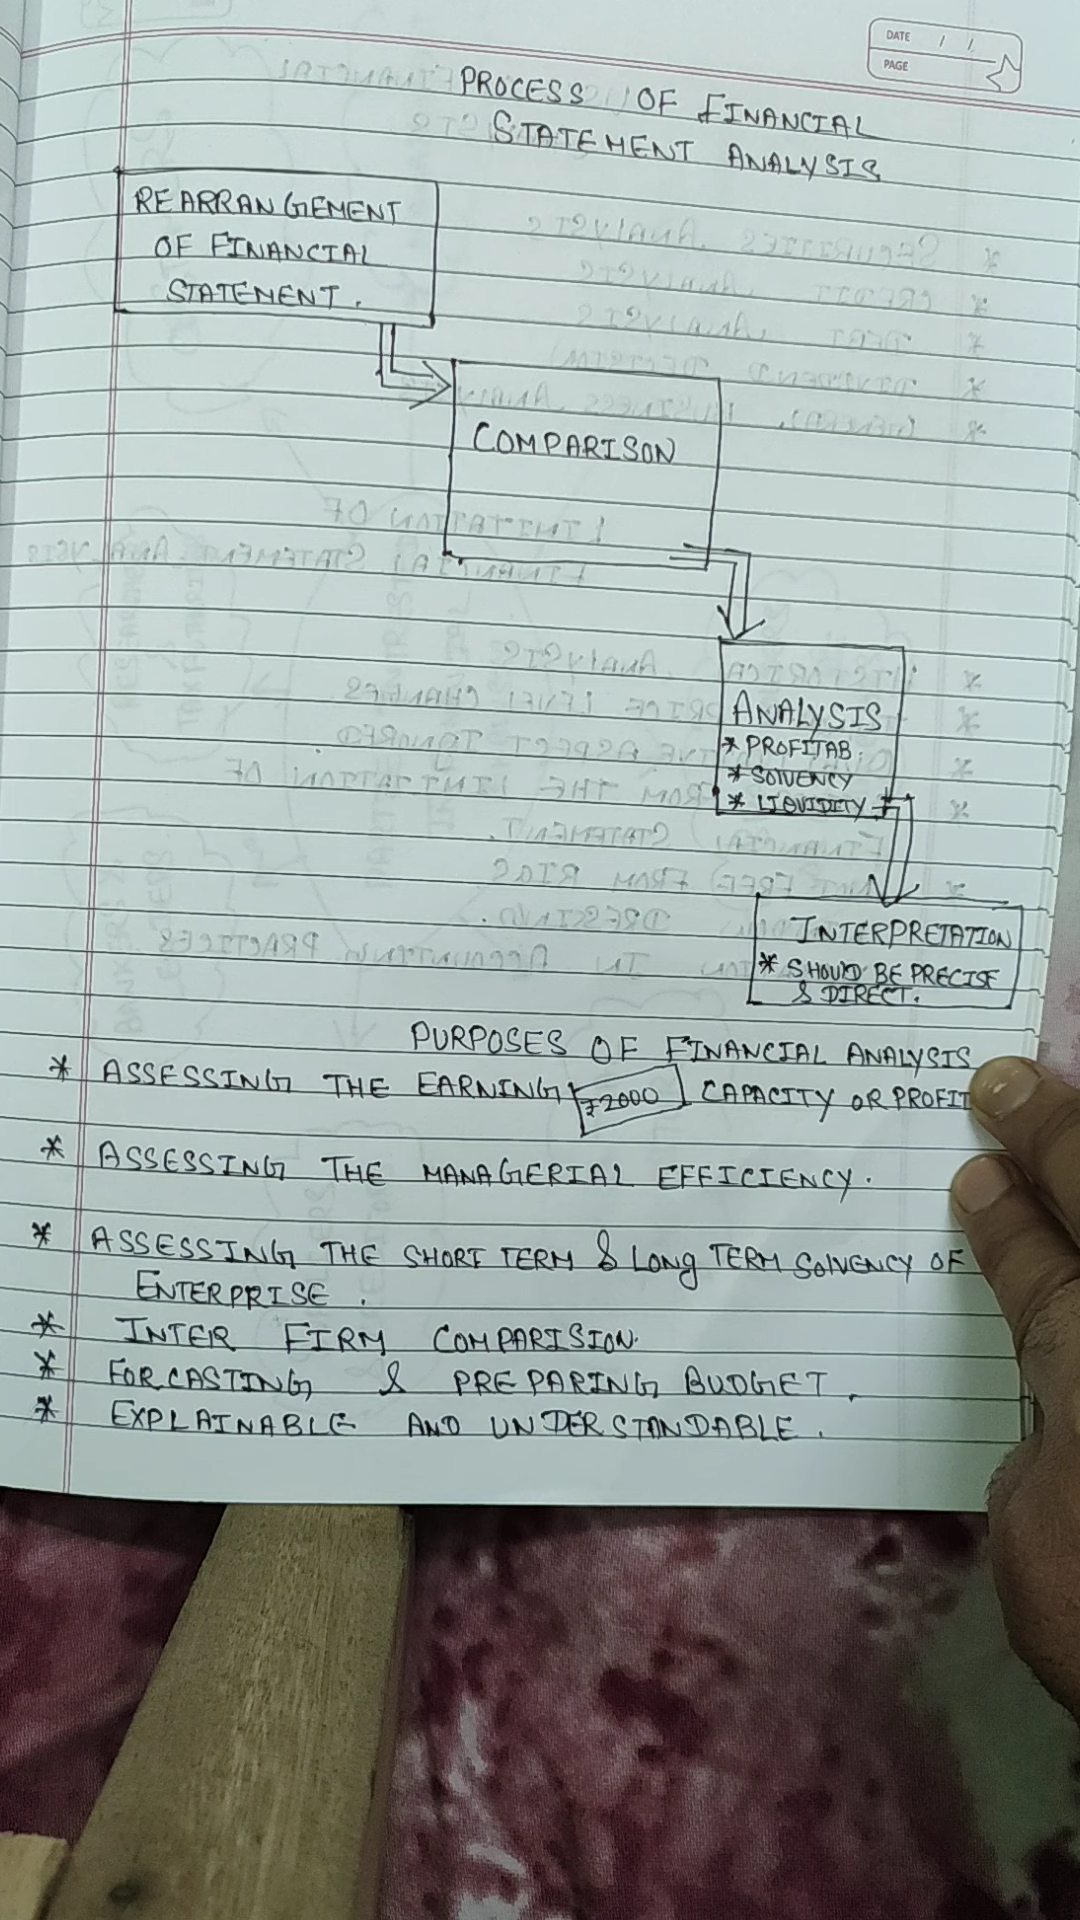 DATE / /
PAGE
PROCESS OF FINANCIAL
STATEMENT ANALYSIS
REARRANGEMENT
OF FINANCIAL
STATEMENT.
COMPARISON
ANALYSIS
* PROFITAB.
* SOLVENCY
* LIQUIDITY
INTERPRETATION
* SHOULD BE PRECISE
& DIRECT.
PURPOSES OF FINANCIAL ANALYSIS
* ASSESSING THE EARNING ₹2000 CAPACITY OR PROFIT
* ASSESSING THE MANAGERIAL EFFICIENCY.
* ASSESSING THE SHORT TERM & LONG TERM SOLVENCY OF
ENTERPRISE.
* INTER FIRM COMPARISION.
* FORCASTING & PREPARING BUDGET.
* EXPLAINABLE AND UNDERSTANDABLE.